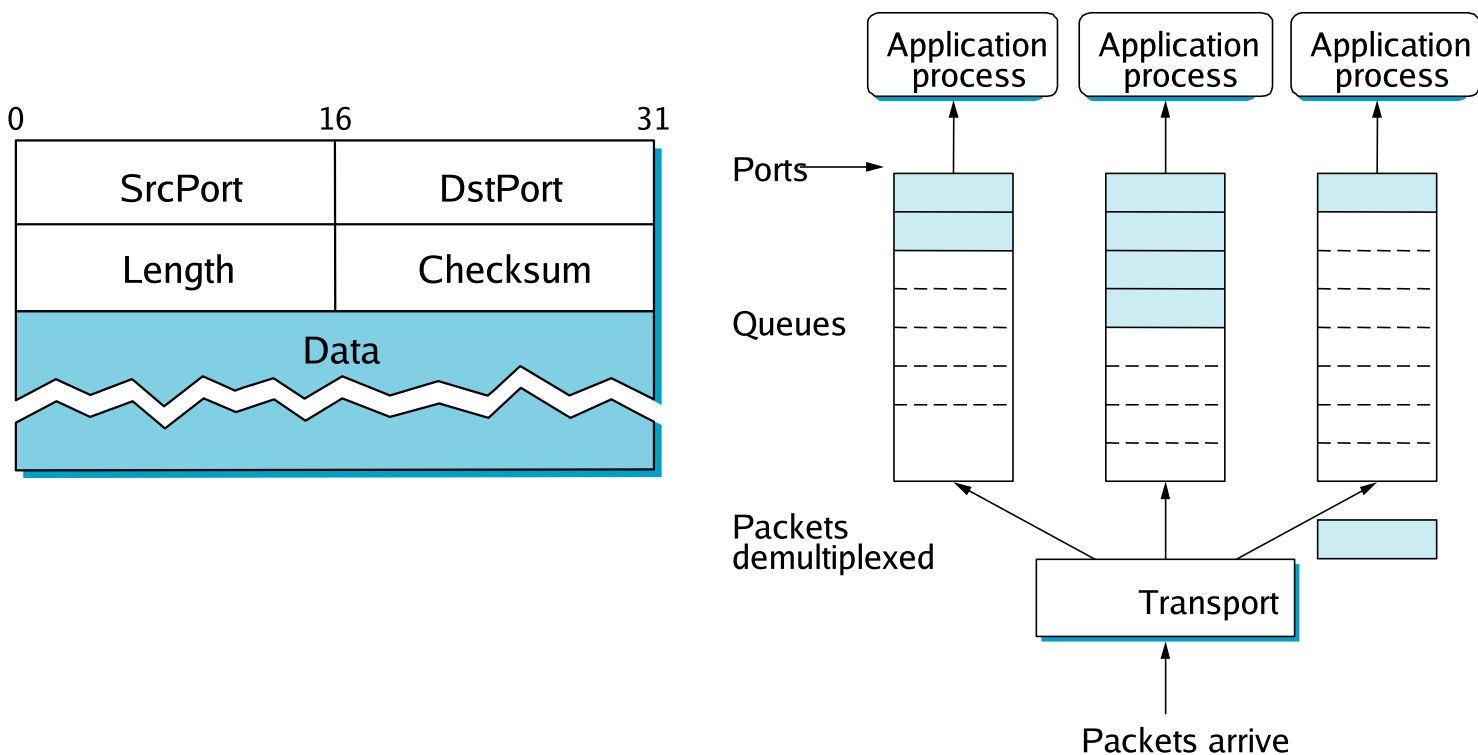 0 16 31
SrcPort DstPort
Length Checksum
Data
Application
process
Application
process
Application
process
Ports
Queues
Packets
demultiplexed
Transport
Packets arrive